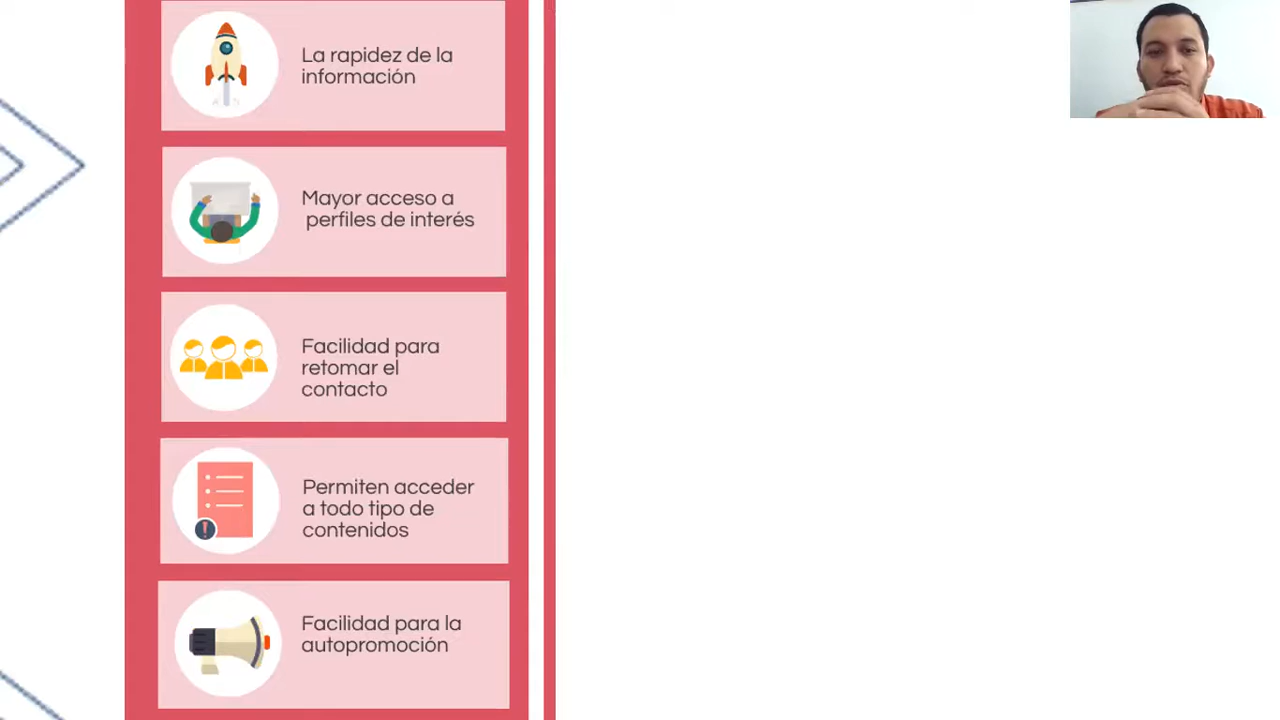 La rapidez de la
información
Mayor acceso a
perfiles de interés
Facilidad para
retomar el
contacto
Permiten acceder
a todo tipo de
contenidos
Facilidad para la
autopromoción